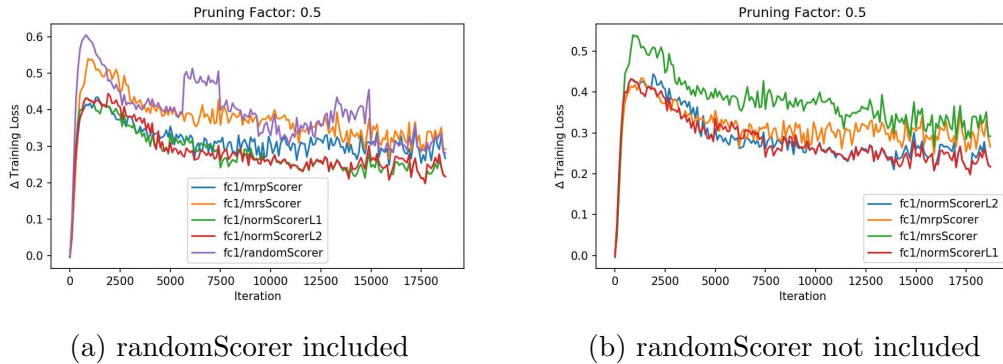 Pruning Factor: 0.5
0.6
0.5
0.4
0.3
0.2
0.1
0.0
Δ Training Loss
fc1/mrpScorer
fc1/mrsScorer
fc1/normScorerL1
fc1/normScorerL2
fc1/randomScorer
0 2500 5000 7500 10000 12500 15000 17500
Iteration
(a) randomScorer included
Pruning Factor: 0.5
0.5
0.4
0.3
0.2
0.1
0.0
Δ Training Loss
fc1/normScorerL2
fc1/mrpScorer
fc1/mrsScorer
fc1/normScorerL1
0 2500 5000 7500 10000 12500 15000 17500
Iteration
(b) randomScorer not included